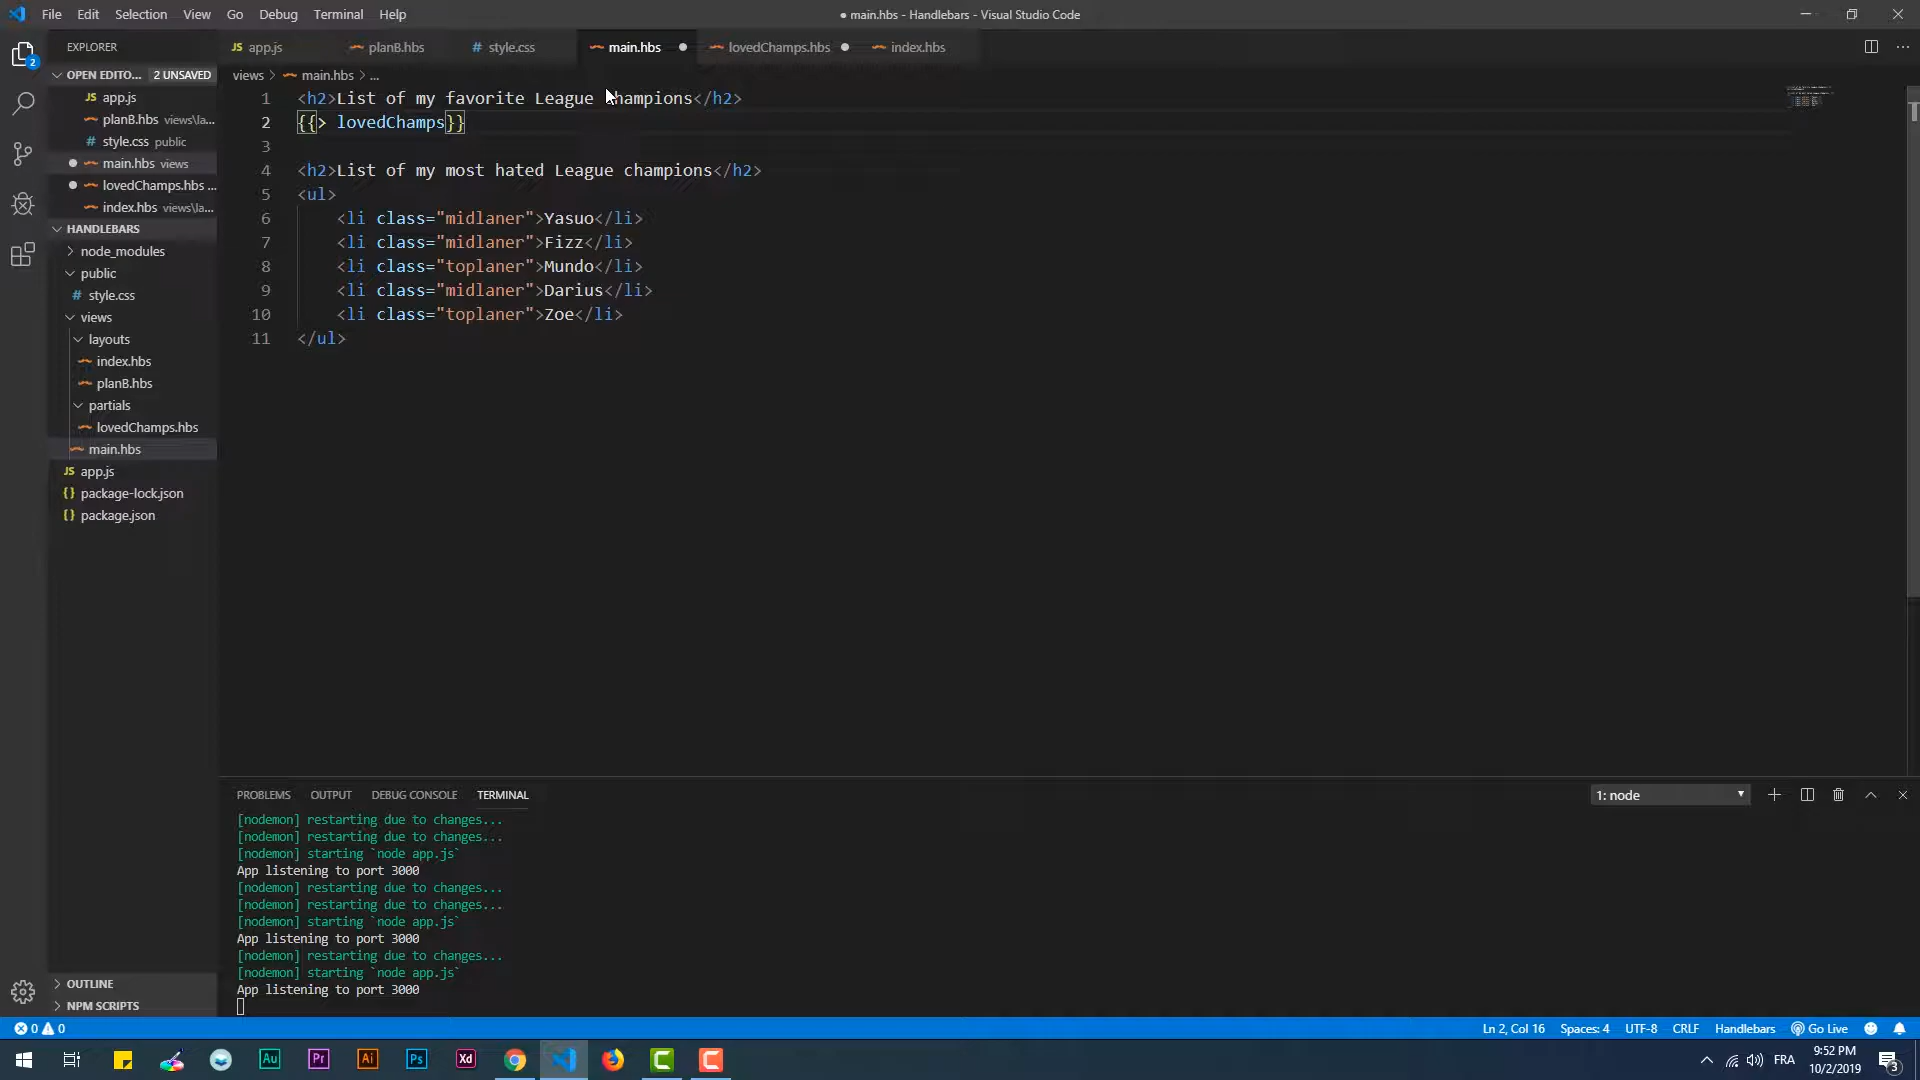 File Edit Selection View Go Debug Terminal Help
● main.hbs - Handlebars - Visual Studio Code
EXPLORER
JS app.js
planB.hbs
# style.css
main.hbs
lovedChamps.hbs
index.hbs
OPEN EDITO... 2 UNSAVED
JS app.js
planB.hbs views\la...
# style.css public
main.hbs views
lovedChamps.hbs ...
index.hbs views\la...
HANDLEBARS
node_modules
public
# style.css
views
layouts
index.hbs
planB.hbs
partials
lovedChamps.hbs
main.hbs
JS app.js
{} package-lock.json
{} package.json
OUTLINE
NPM SCRIPTS
2
views > main.hbs > ...
1 <h2>List of my favorite League champions</h2>
2 {{> lovedChamps}}
3
4 <h2>List of my most hated League champions</h2>
5 <ul>
6 <li class="midlaner">Yasuo</li>
7 <li class="midlaner">Fizz</li>
8 <li class="toplaner">Mundo</li>
9 <li class="midlaner">Darius</li>
10 <li class="toplaner">Zoe</li>
11 </ul>
PROBLEMS OUTPUT DEBUG CONSOLE TERMINAL
1: node
[nodemon] restarting due to changes...
[nodemon] restarting due to changes...
[nodemon] starting `node app.js`
App listening to port 3000
[nodemon] restarting due to changes...
[nodemon] restarting due to changes...
[nodemon] starting `node app.js`
App listening to port 3000
[nodemon] restarting due to changes...
[nodemon] starting `node app.js`
App listening to port 3000
0 0
Ln 2, Col 16 Spaces: 4 UTF-8 CRLF Handlebars Go Live
Au Pr Ai Ps Xd
FRA
9:52 PM
10/2/2019
3